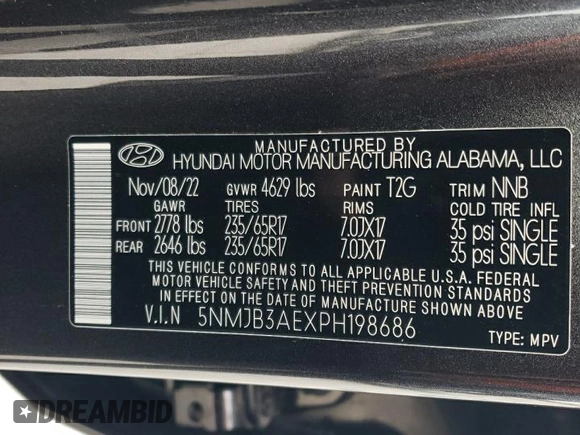 MANUFACTURED BY
HYUNDAI MOTOR MANUFACTURING ALABAMA, LLC
Nov/08/22 GVWR 4629 lbs PAINT T2G TRIM NNB
GAWR TIRES RIMS COLD TIRE INFL
FRONT 2778 lbs 235/65R17 7.0JX17 35 psi SINGLE
REAR 2646 lbs 235/65R17 7.0JX17 35 psi SINGLE
THIS VEHICLE CONFORMS TO ALL APPLICABLE U.S.A. FEDERAL
MOTOR VEHICLE SAFETY AND THEFT PREVENTION STANDARDS
IN EFFECT ON THE DATE OF MANUFACTURE SHOWN ABOVE
V.I.N 5NMJB3AEXPH198686
TYPE: MPV
DREAMBID